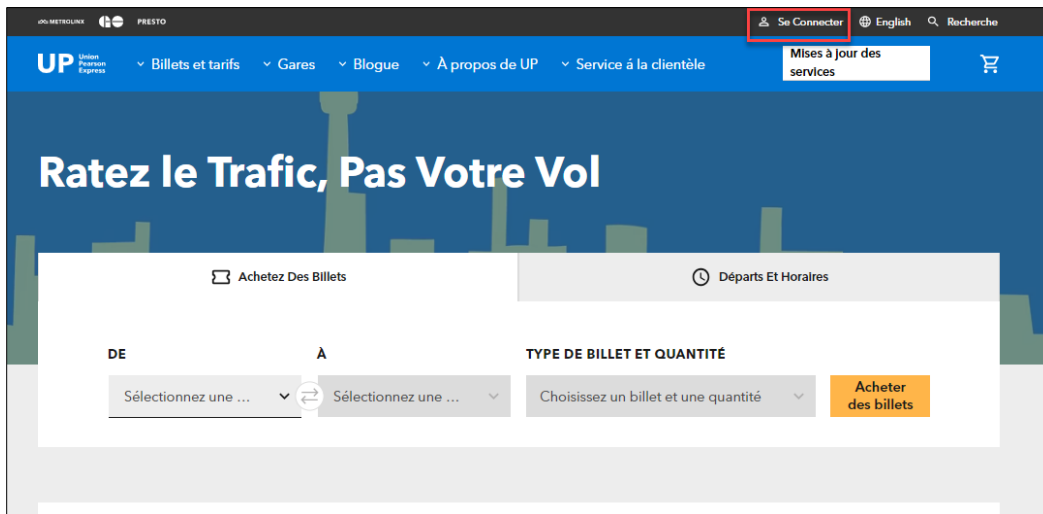 METROLINX GO PRESTO Se Connecter English Recherche
UP Union Pearson Express Billets et tarifs Gares Blogue À propos de UP Service á la clientèle Mises à jour des services
Ratez le Trafic, Pas Votre Vol
Achetez Des Billets Départs Et Horaires
DE À TYPE DE BILLET ET QUANTITÉ
Sélectionnez une ... Sélectionnez une ... Choisissez un billet et une quantité Acheter des billets